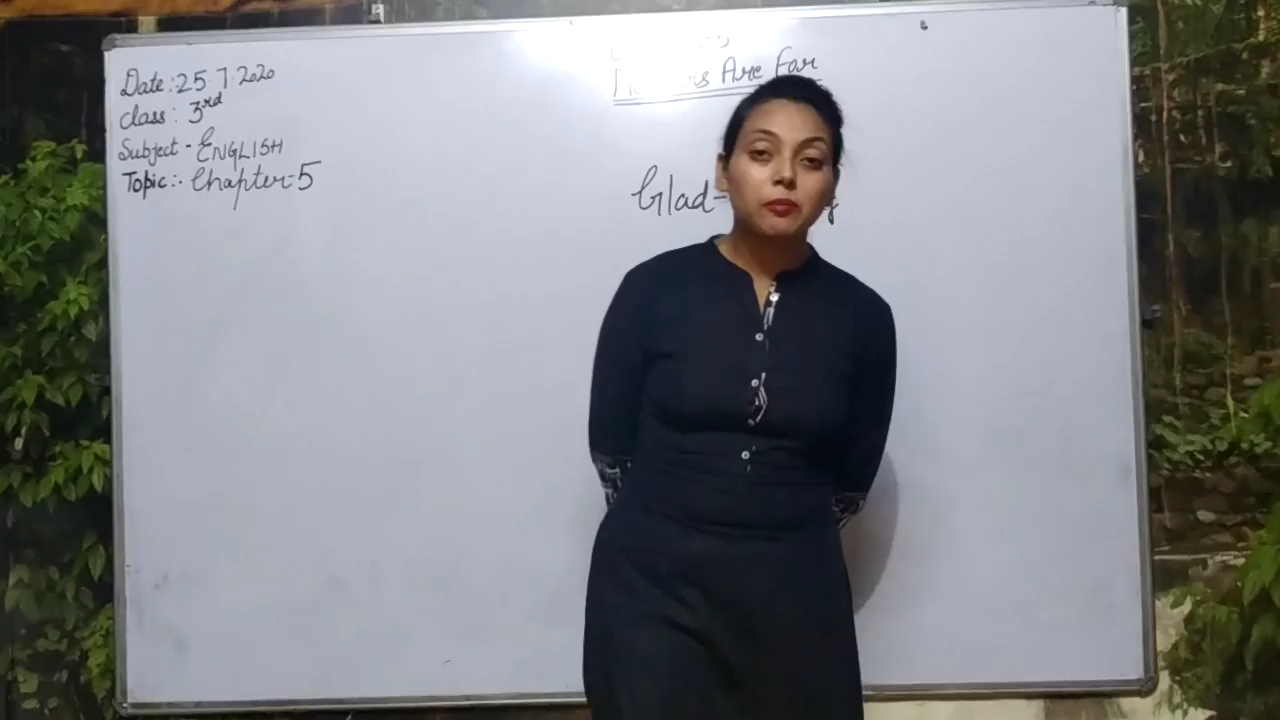 Date :- 25.7.2020
Class : 3rd
Subject - ENGLISH
Topic :- Chapter-5
Are For
Glad-